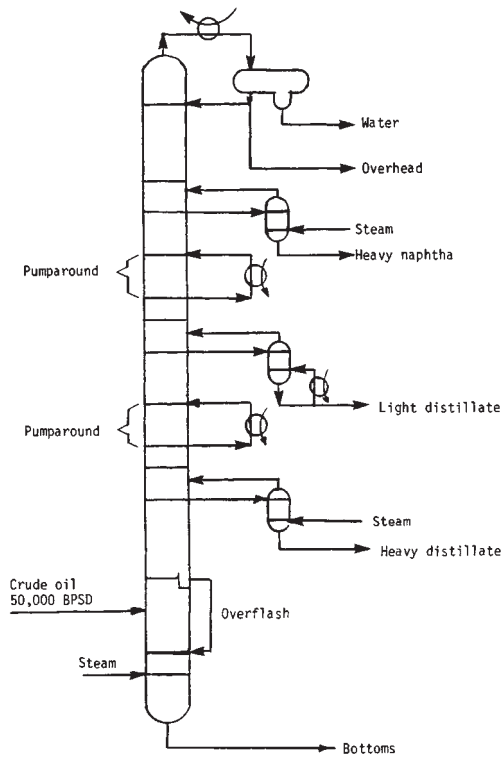 Water
Overhead
Steam
Heavy naphtha
Pumparound
Light distillate
Pumparound
Steam
Heavy distillate
Crude oil
50,000 BPSD
Overflash
Steam
Bottoms